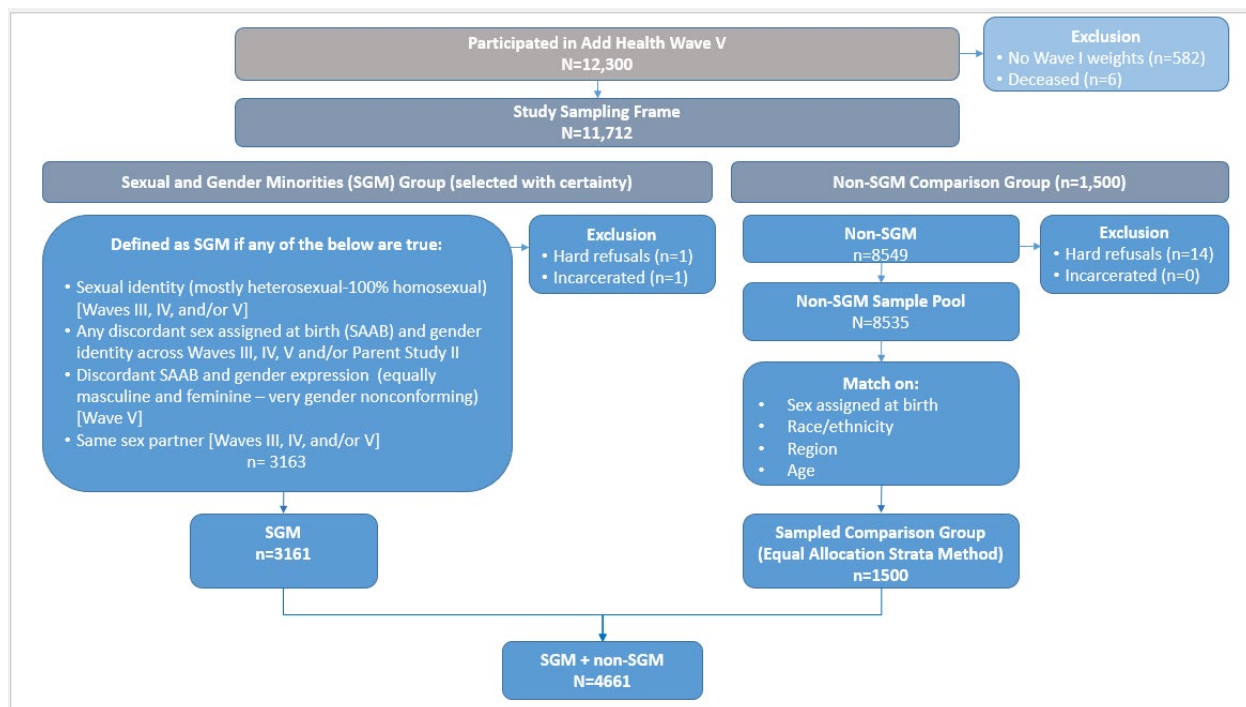 Participated in Add Health Wave V
N=12,300
Exclusion
• No Wave I weights (n=582)
• Deceased (n=6)
Study Sampling Frame
N=11,712
Sexual and Gender Minorities (SGM) Group (selected with certainty)
Non-SGM Comparison Group (n=1,500)
Defined as SGM if any of the below are true:
• Sexual identity (mostly heterosexual-100% homosexual)
[Waves III, IV, and/or V]
• Any discordant sex assigned at birth (SAAB) and gender
identity across Waves III, IV, V and/or Parent Study II
• Discordant SAAB and gender expression (equally
masculine and feminine – very gender nonconforming)
[Wave V]
• Same sex partner [Waves III, IV, and/or V]
n= 3163
Exclusion
• Hard refusals (n=1)
• Incarcerated (n=1)
Non-SGM
n=8549
Exclusion
• Hard refusals (n=14)
• Incarcerated (n=0)
Non-SGM Sample Pool
N=8535
Match on:
• Sex assigned at birth
• Race/ethnicity
• Region
• Age
SGM
n=3161
Sampled Comparison Group
(Equal Allocation Strata Method)
n=1500
SGM + non-SGM
N=4661